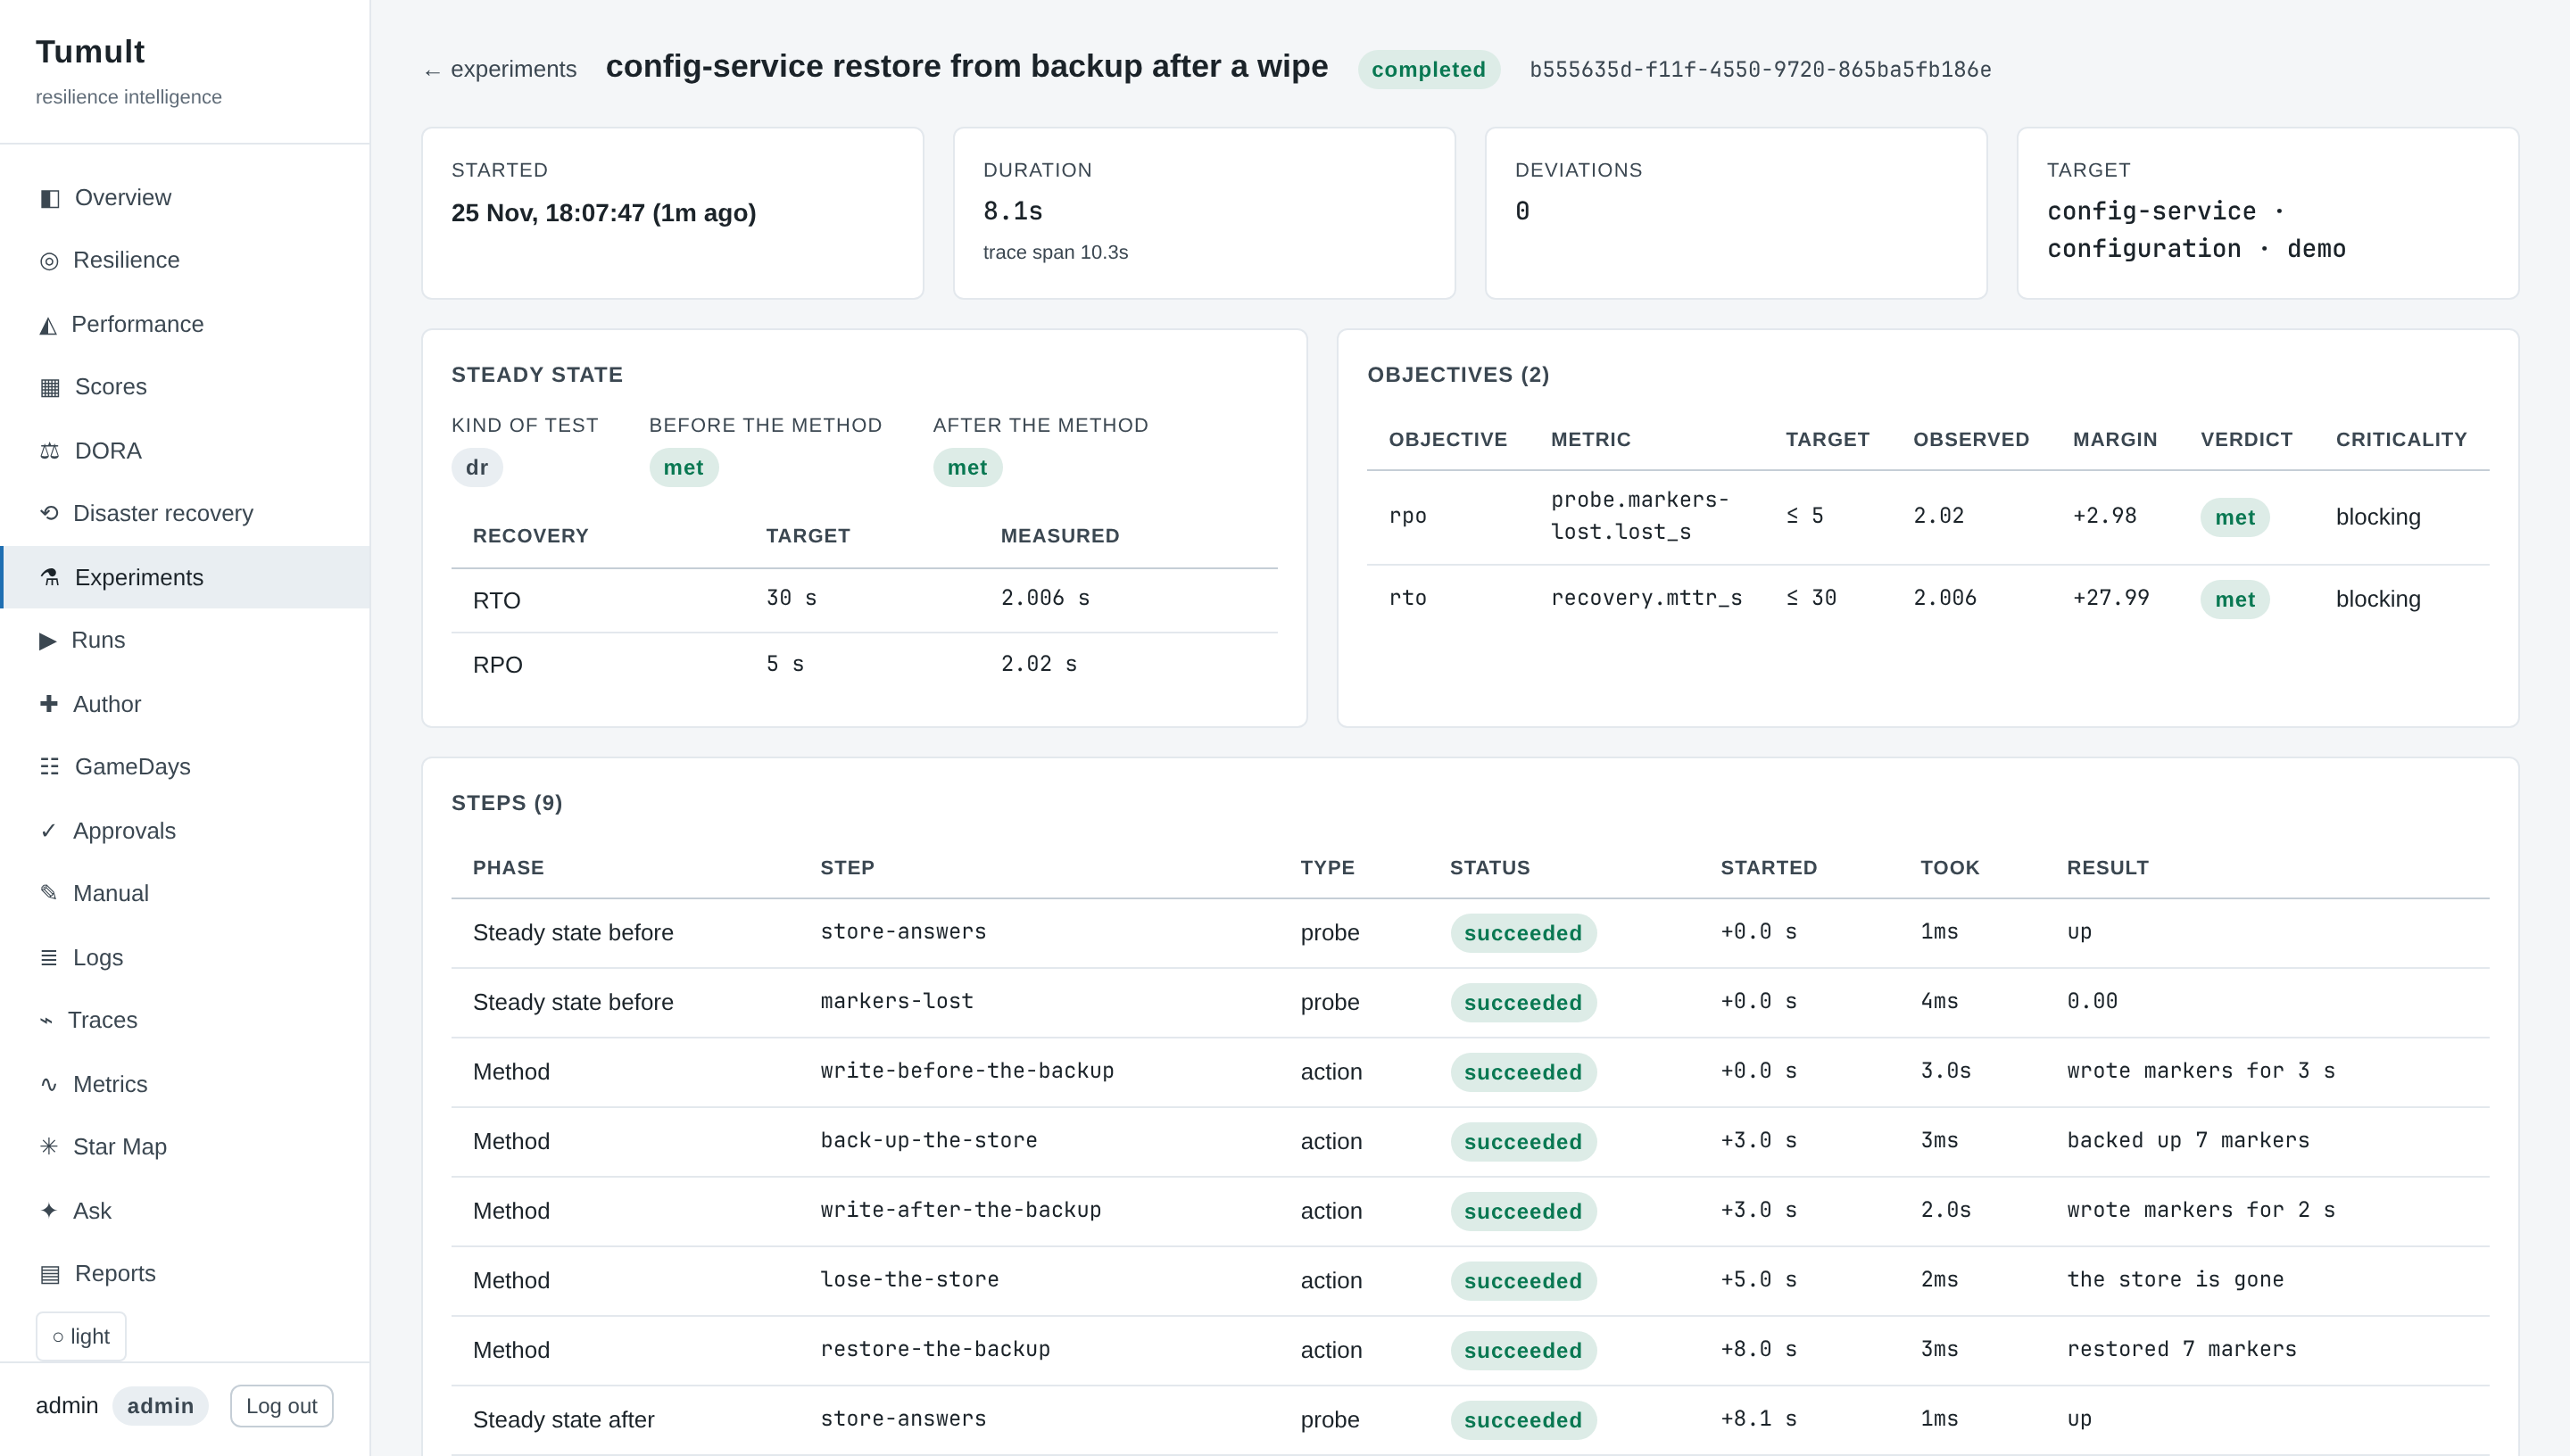 Tumult
resilience intelligence
Overview
Resilience
Performance
Scores
DORA
Disaster recovery
Experiments
Runs
Author
GameDays
Approvals
Manual
Logs
Traces
Metrics
Star Map
Ask
Reports
○ light
admin admin Log out
← experiments config-service restore from backup after a wipe completed b555635d-f11f-4550-9720-865ba5fb186e
STARTED
25 Nov, 18:07:47 (1m ago)
DURATION
8.1s
trace span 10.3s
DEVIATIONS
0
TARGET
config-service ·
configuration · demo
STEADY STATE
KIND OF TEST BEFORE THE METHOD AFTER THE METHOD
dr met met
RECOVERY TARGET MEASURED
RTO 30 s 2.006 s
RPO 5 s 2.02 s
OBJECTIVES (2)
OBJECTIVE METRIC TARGET OBSERVED MARGIN VERDICT CRITICALITY
rpo probe.markers-lost.lost_s ≤ 5 2.02 +2.98 met blocking
rto recovery.mttr_s ≤ 30 2.006 +27.99 met blocking
STEPS (9)
PHASE STEP TYPE STATUS STARTED TOOK RESULT
Steady state before store-answers probe succeeded +0.0 s 1ms up
Steady state before markers-lost probe succeeded +0.0 s 4ms 0.00
Method write-before-the-backup action succeeded +0.0 s 3.0s wrote markers for 3 s
Method back-up-the-store action succeeded +3.0 s 3ms backed up 7 markers
Method write-after-the-backup action succeeded +3.0 s 2.0s wrote markers for 2 s
Method lose-the-store action succeeded +5.0 s 2ms the store is gone
Method restore-the-backup action succeeded +8.0 s 3ms restored 7 markers
Steady state after store-answers probe succeeded +8.1 s 1ms up